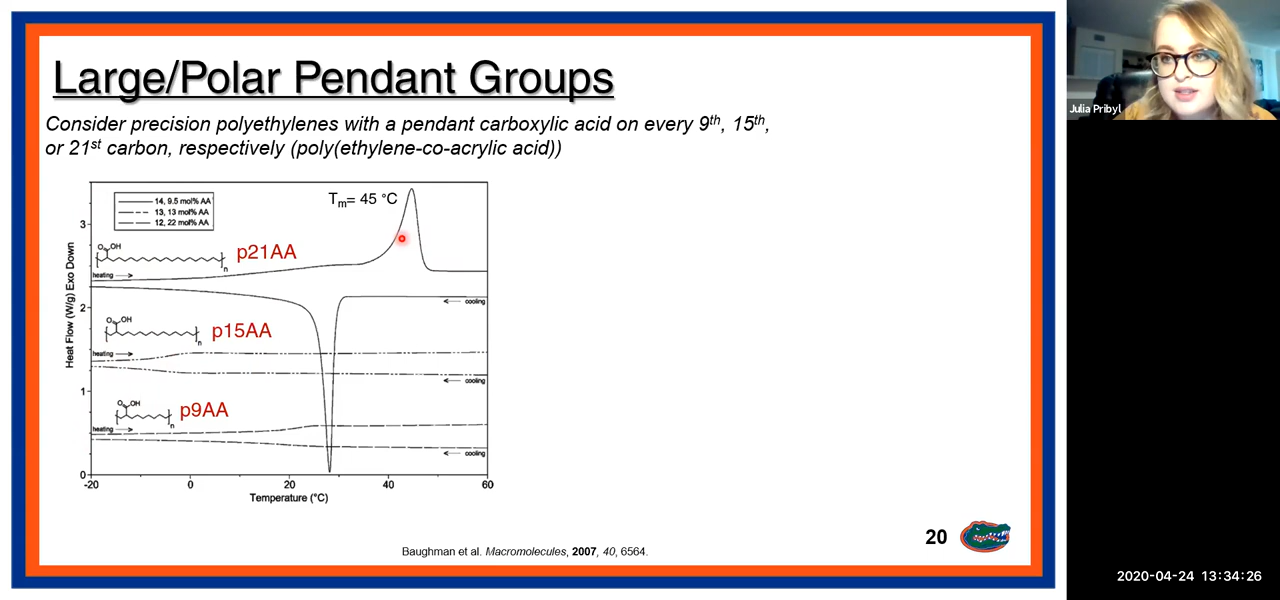 Large/Polar Pendant Groups
Consider precision polyethylenes with a pendant carboxylic acid on every 9th, 15th,
or 21st carbon, respectively (poly(ethylene-co-acrylic acid))
Julia Pribyl
14, 9.5 mol% AA
13, 13 mol% AA
12, 22 mol% AA
Tm= 45 °C
Heat Flow (W/g) Exo Down
3
2
1
0
O OH
n
p21AA
heating
cooling
O OH
n
p15AA
heating
cooling
O OH
n
p9AA
heating
cooling
-20 0 20 40 60
Temperature (°C)
20
Baughman et al. Macromolecules, 2007, 40, 6564.
2020-04-24 13:34:26